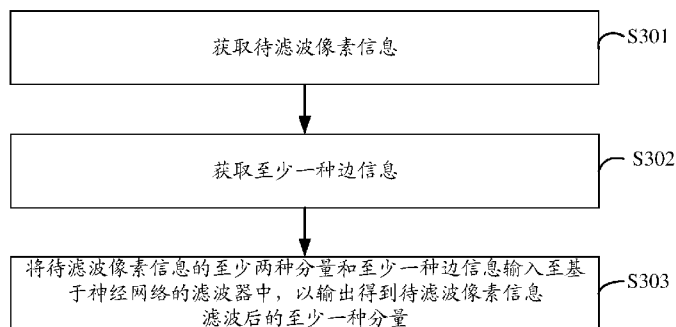 获取待滤波像素信息
S301
获取至少一种边信息
S302
将待滤波像素信息的至少两种分量和至少一种边信息输入至基
于神经网络的滤波器中，以输出得到待滤波像素信息
滤波后的至少一种分量
S303